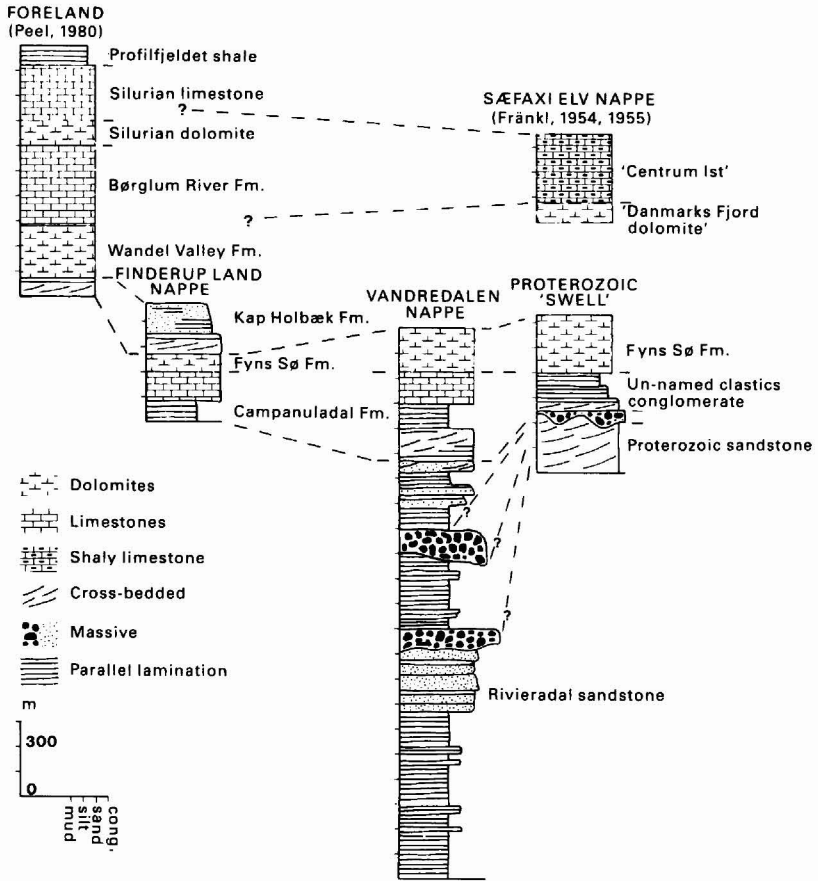 FORELAND
(Peel, 1980)
Profilfjeldet shale
Silurian limestone
?
Silurian dolomite
Børglum River Fm.
?
Wandel Valley Fm.
SÆFAXI ELV NAPPE
(Fränkl, 1954, 1955)
'Centrum lst'
'Danmarks Fjord
dolomite'
FINDERUP LAND
NAPPE
Kap Holbæk Fm.
Fyns Sø Fm.
Campanuladal Fm.
VANDREDALEN
NAPPE
PROTEROZOIC
'SWELL'
Fyns Sø Fm.
Un-named clastics
conglomerate
Proterozoic sandstone
?
?
?
Rivieradal sandstone
Dolomites
Limestones
Shaly limestone
Cross-bedded
Massive
Parallel lamination
m
300
0
mud
silt
sand
cong.